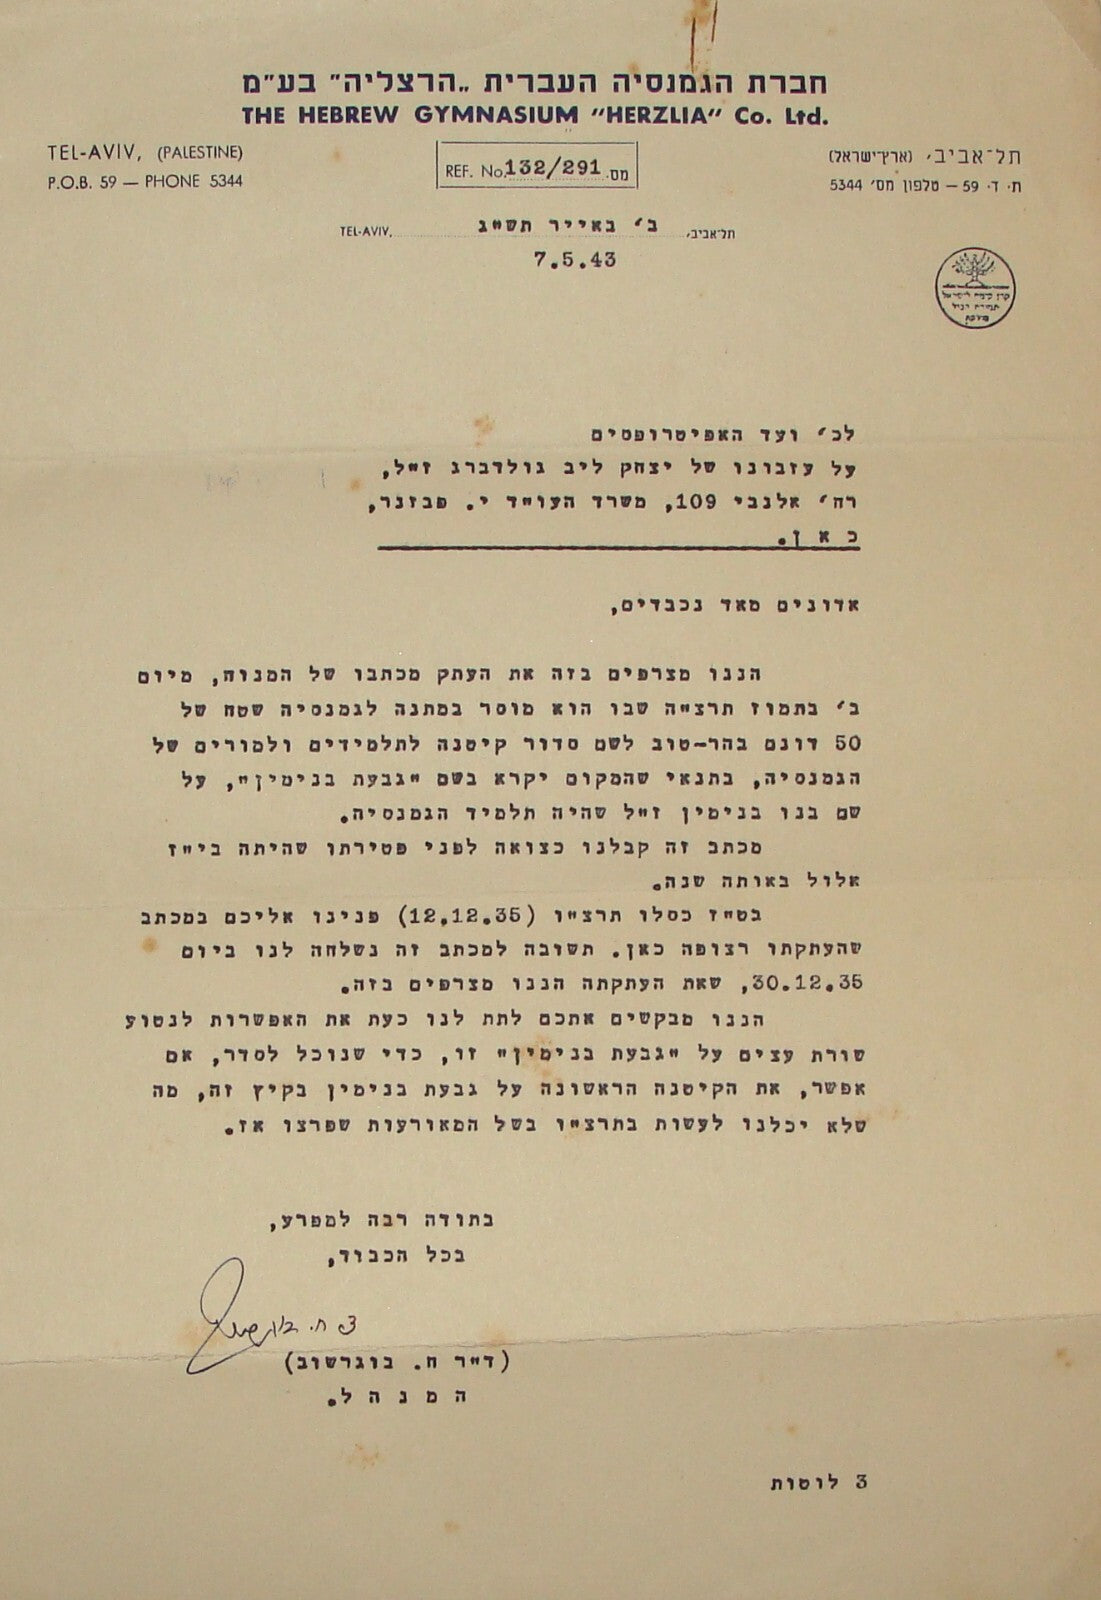 חברת הגמנסיה העברית „הרצליה" בע"מ
THE HEBREW GYMNASIUM "HERZLIA" Co. Ltd.
TEL-AVIV, (PALESTINE)
P.O.B. 59 — PHONE 5344
REF. No. 132/291 מס.
תל־אביב, (ארץ־ישראל)
ת. ד. 59 — טלפון מס' 5344
TEL-AVIV, ב' באייר תש"ג תל־אביב,
7.5.43
קרן קימת לישראל
לכ' ועד האפיטרופסים
על עזבונו של יצחק ליב גולדברג ז"ל,
רח' אלנבי 109, משרד העו"ד י. פבזנר,
כ א ן.
אדונים מאד נכבדים,
הננו מצרפים בזה את העתק מכתבו של המנוח, מיום
ב' בתמוז תרצ"ה שבו הוא מוסר במתנה לגמנסיה שטח של
50 דונם בהר-טוב לשם סדור קיטנה לתלמידים ולמורים של
הגמנסיה, בתנאי שהמקום יקרא בשם "גבעת בנימין", על
שם בנו בנימין ז"ל שהיה תלמיד הגמנסיה.
מכתב זה קבלנו כצואה לפני פטירתו שהיתה בי"ז
אלול באותה שנה.
בט"ז כסלו תרצ"ו (12.12.35) פנינו אליכם במכתב
שהעתקתו רצופה כאן. תשובה למכתב זה נשלחה לנו ביום
30.12.35, שאת העתקתה הננו מצרפים בזה.
הננו מבקשים אתכם לתת לנו כעת את האפשרות לנטוע
שורת עצים על "גבעת בנימין" זו, כדי שנוכל לסדר, אם
אפשר, את הקיטנה הראשונה על גבעת בנימין בקיץ זה, מה
שלא יכלנו לעשות בתרצ"ו בשל המאורעות שפרצו אז.
בתודה רבה למפרע,
בכל הכבוד,
ח. בוגרשוב
(ד"ר ח. בוגרשוב)
ה מ נ ה ל.
3 לוטות